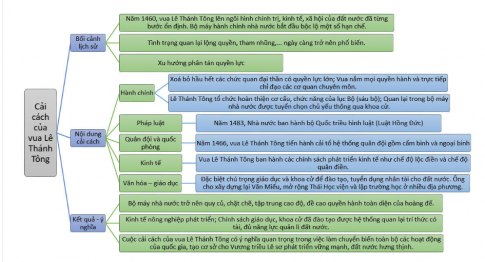 Cải
cách
của vua
Lê
Thánh
Tông
Bối cảnh
lịch sử
Năm 1460, vua Lê Thánh Tông lên ngôi hoàng chính trị, kinh tế, xã hội của đất nước đã từng
bước ổn định. Bộ máy hành chính nhà nước bắt đầu bộc lộ một số hạn chế.
Tình trạng quan lại lộng quyền, tham nhũng,... ngày càng trở nên phổ biến.
Xu hướng phân tán quyền lực
Nội dung
cải cách
Hành chính
Xoá bỏ hầu hết các chức quan đại thần có quyền lực lớn; Vua nắm mọi quyền hành và trực tiếp
chỉ đạo các cơ quan chuyên môn.
Lê Thánh Tông tổ chức hoàn thiện cơ cấu, chức năng của lục Bộ (sáu bộ); Quan lại trong bộ máy
nhà nước được tuyển chọn chủ yếu thông qua khoa cử.
Pháp luật
Năm 1483, Nhà nước ban hành bộ Quốc triều hình luật (Luật Hồng Đức)
Quân đội và quốc
phòng
Năm 1466, vua Lê Thánh Tông tiến hành cải tổ hệ thống quân đội gồm cấm binh và ngoại binh
Kinh tế
Vua Lê Thánh Tông ban hành các chính sách phát triển kinh tế như chế độ lộc điền và chế độ
quân điền.
Văn hóa – giáo dục
Đặc biệt chú trọng giáo dục và khoa cử để đào tạo, tuyển dụng nhân tài cho đất nước. Ông
cho xây dựng lại Văn Miếu, mở rộng Thái Học viện và lập trường học ở nhiều địa phương.
Kết quả - ý
nghĩa
Bộ máy nhà nước trở nên quy củ, chặt chẽ, tập trung cao độ, đề cao quyền hành toàn diện của hoàng đế.
Kinh tế nông nghiệp phát triển; Chính sách giáo dục, khoa cử đã đào tạo được hệ thống quan lại trí thức có
tài, đủ năng lực quản lí đất nước.
Cuộc cải cách của vua Lê Thánh Tông có ý nghĩa quan trọng trong việc làm chuyển biến toàn bộ các hoạt động
của quốc gia, tạo cơ sở cho Vương triều Lê sơ phát triển vững mạnh, đất nước hưng thịnh.